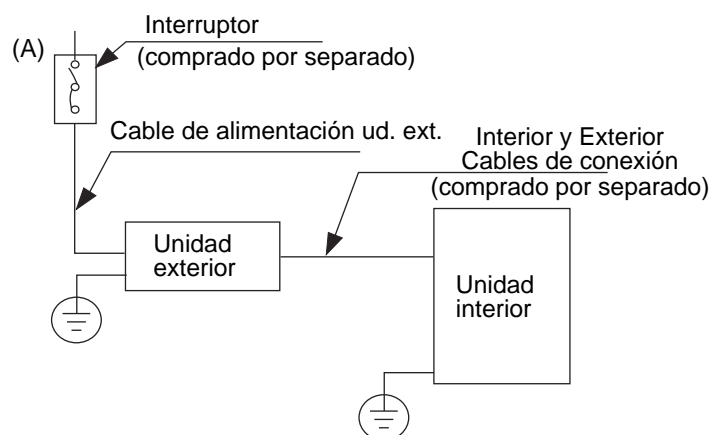 Interruptor
(A)
(comprado por separado)
Cable de alimentación ud. ext.
Interior y Exterior
Cables de conexión
(comprado por separado)
Unidad
exterior
Unidad
interior